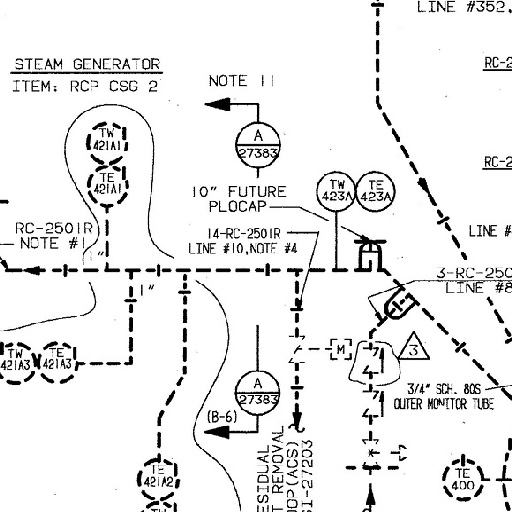 LINE #352,
STEAM GENERATOR
ITEM: RCP CSG 2
NOTE 11
RC-2
A
27383
TW
421A1
TE
421A1
RC-2
10" FUTURE
PLOCAP
TW
423A
TE
423A
RC-2501R
NOTE #1
14-RC-2501R
LINE #10,NOTE #4
LINE #
1"
1"
3-RC-250
LINE #8
M
3
TW
421A3
TE
421A3
A
27383
3/4" SCH. 80S
OUTER MONITOR TUBE
(B-6)
ESIDUAL
T REMOVAL
OOP (ACS)
SI-27203
TE
421A2
TE
400